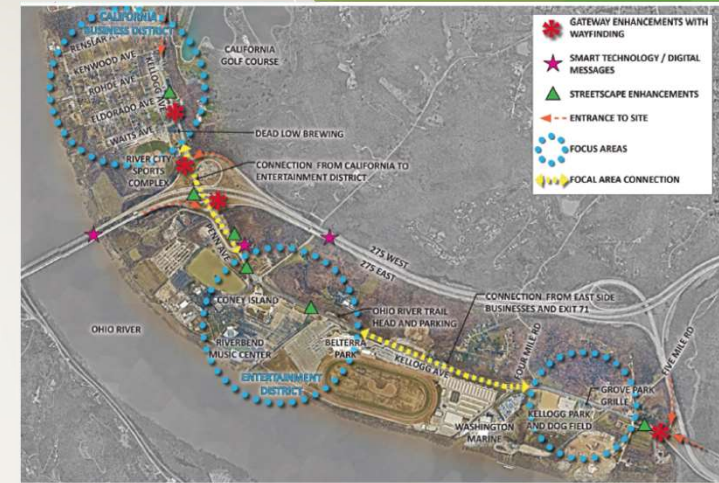 CALIFORNIA
BUSINESS DISTRICT
KENWOOD AVE
ROHDE AVE
KELLOGG AVE
ELDORADO AVE
WAITS AVE
CALIFORNIA
GOLF COURSE
DEAD LOW BREWING
RIVER CITY
SPORTS
COMPLEX
CONNECTION FROM CALIFORNIA TO
ENTERTAINMENT DISTRICT
PENN AVE
275 WEST
275 EAST
OHIO RIVER
CONEY ISLAND
RIVERBEND
MUSIC CENTER
ENTERTAINMENT
DISTRICT
BELTERRA
PARK
OHIO RIVER TRAIL
HEAD AND PARKING
CONNECTION FROM EAST SIDE
BUSINESSES AND EXIT 71
KELLOGG AVE
FOUR MILE RD
FIVE MILE RD
WASHINGTON
MARINE
KELLOGG PARK
AND DOG FIELD
GROVE PARK
GRILLE
GATEWAY ENHANCEMENTS WITH
WAYFINDING
SMART TECHNOLOGY / DIGITAL
MESSAGES
STREETSCAPE ENHANCEMENTS
ENTRANCE TO SITE
FOCUS AREAS
FOCAL AREA CONNECTION